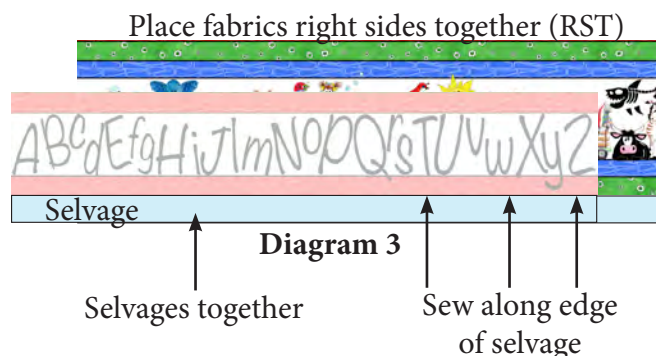 Place fabrics right sides together (RST)
ABcdEfgHiJlmNoPQrsTUVwXyZ
Selvage
Diagram 3
Selvages together
Sew along edge
of selvage